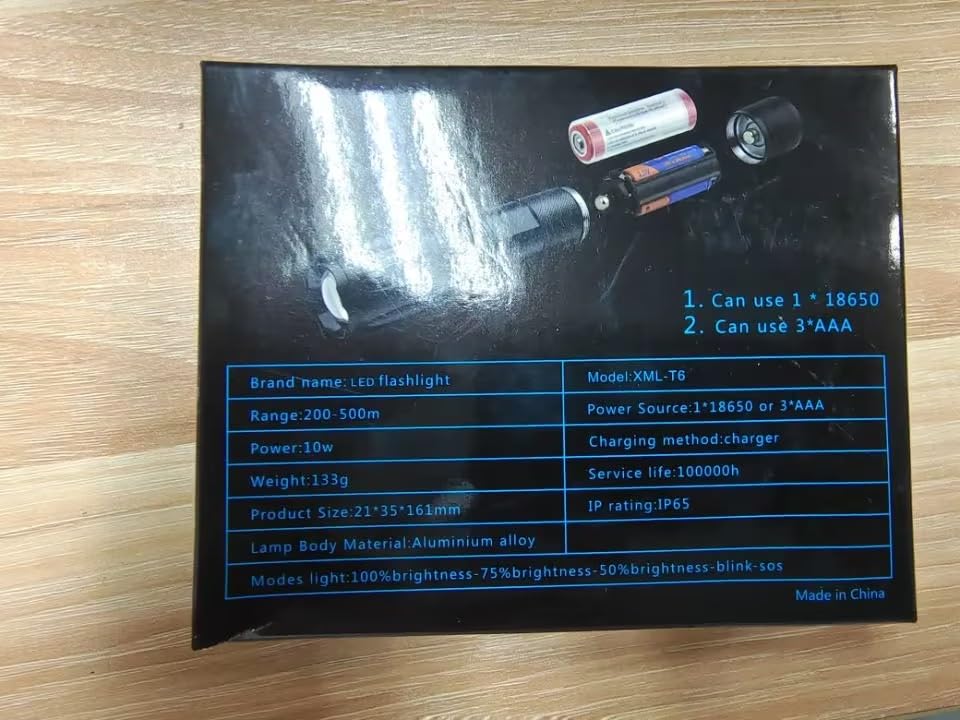 1. Can use 1 * 18650
2. Can use 3*AAA
Brand name: LED flashlight
Model:XML-T6
Range:200-500m
Power Source:1*18650 or 3*AAA
Power:10w
Charging method:charger
Weight:133g
Service life:100000h
Product Size:21*35*161mm
IP rating:IP65
Lamp Body Material:Aluminium alloy
Modes light:100%brightness-75%brightness-50%brightness-blink-sos
Made in China